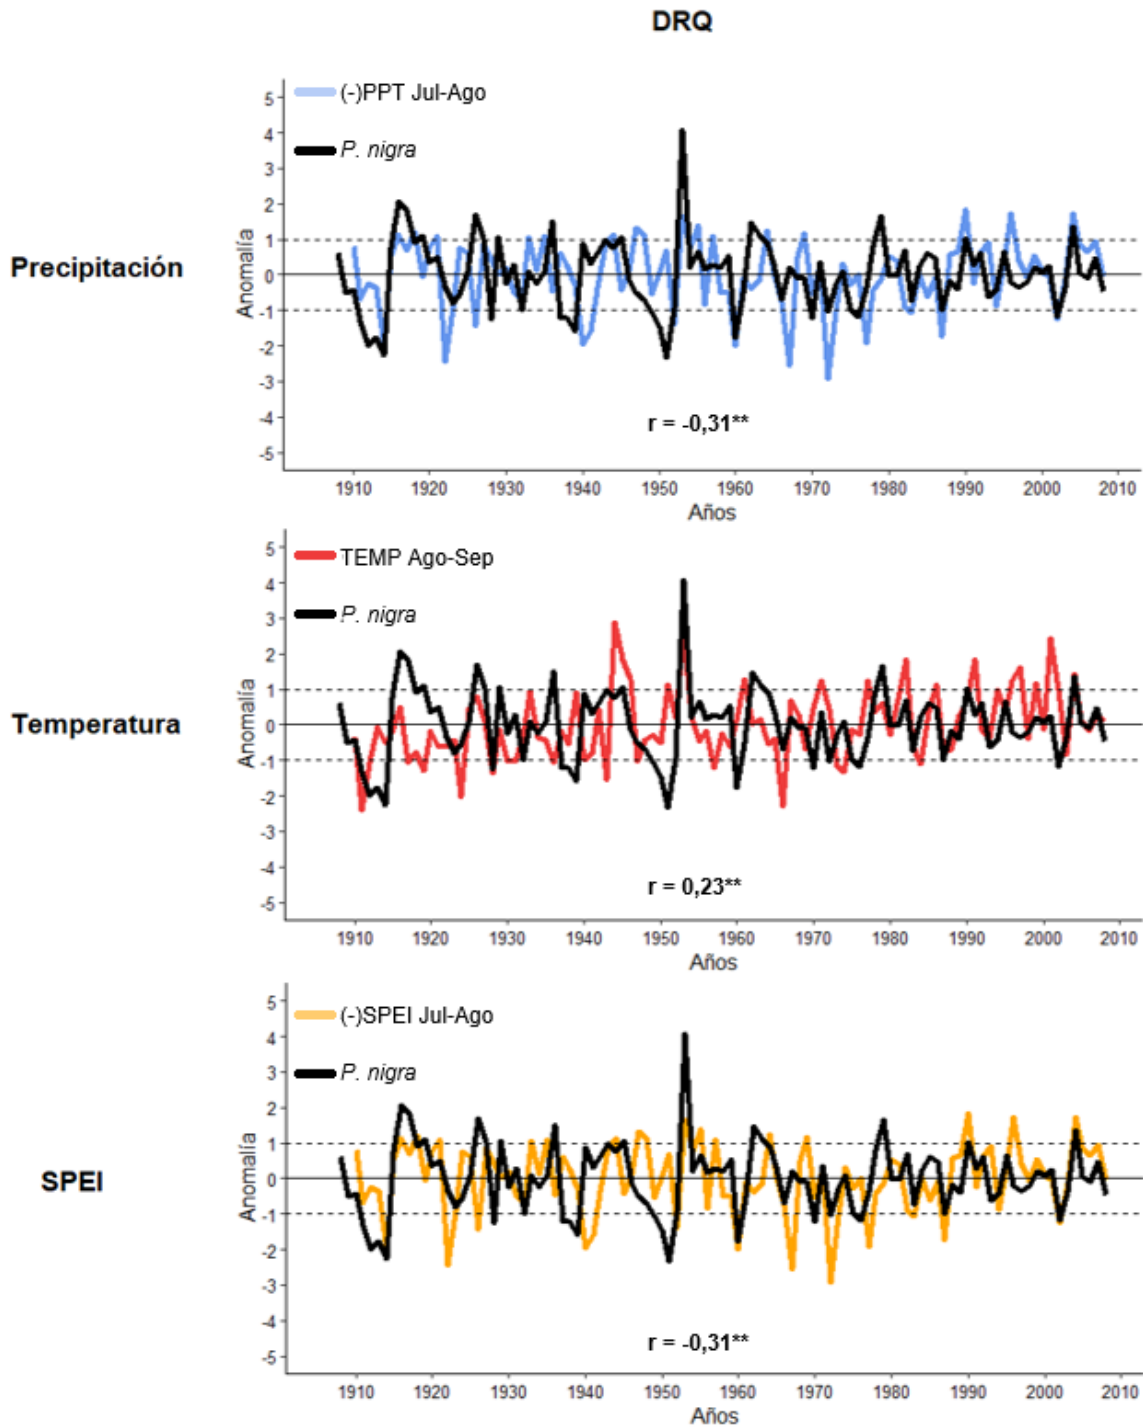 DRQ
Precipitación
(-)PPT Jul-Ago
P. nigra
Anomalía
5
4
3
2
1
0
-1
-2
-3
-4
-5
r = -0,31**
1910 1920 1930 1940 1950 1960 1970 1980 1990 2000 2010
Años
Temperatura
TEMP Ago-Sep
P. nigra
Anomalía
5
4
3
2
1
0
-1
-2
-3
-4
-5
r = 0,23**
1910 1920 1930 1940 1950 1960 1970 1980 1990 2000 2010
Años
SPEI
(-)SPEI Jul-Ago
P. nigra
Anomalía
5
4
3
2
1
0
-1
-2
-3
-4
-5
r = -0,31**
1910 1920 1930 1940 1950 1960 1970 1980 1990 2000 2010
Años